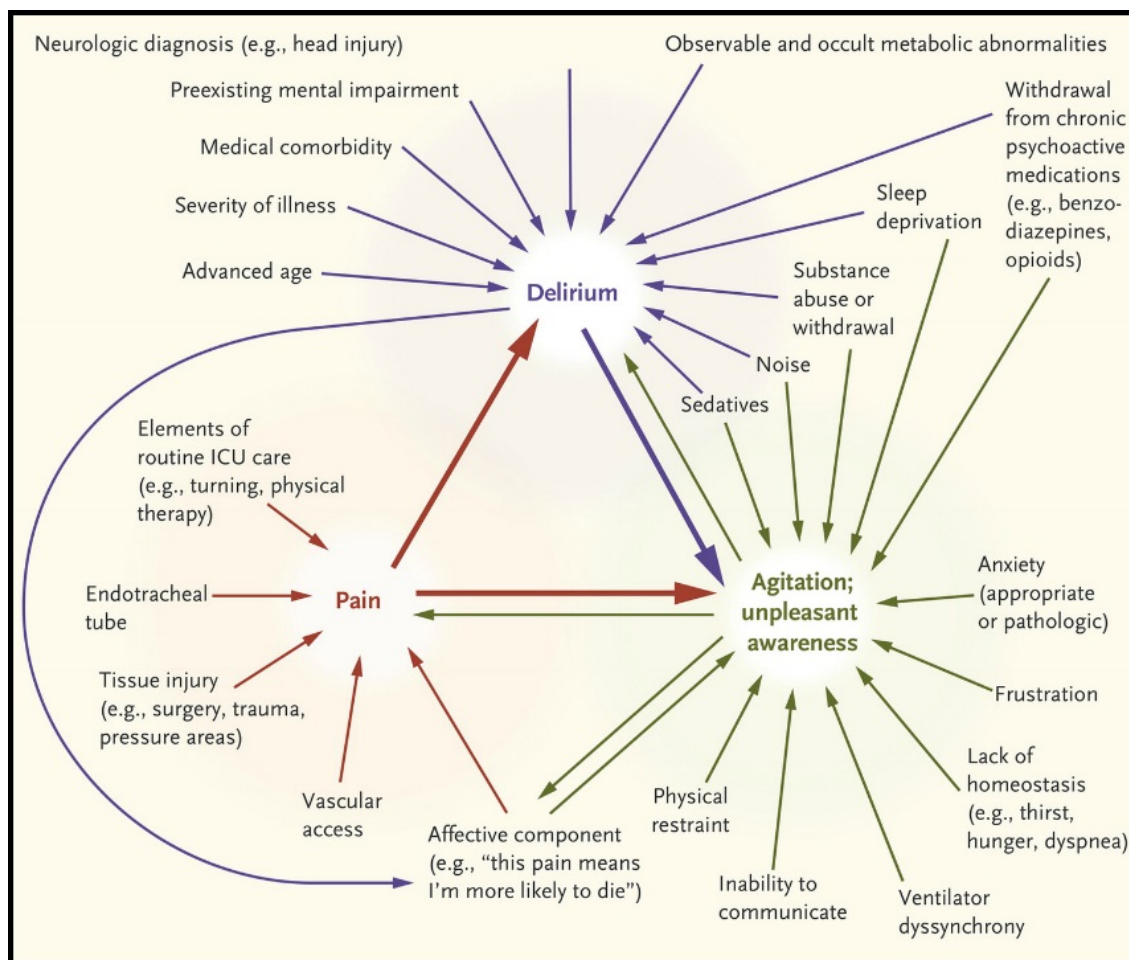 Neurologic diagnosis (e.g., head injury)
Observable and occult metabolic abnormalities
Preexisting mental impairment
Withdrawal
from chronic
psychoactive
medications
(e.g., benzo-
diazepines,
opioids)
Medical comorbidity
Severity of illness
Sleep
deprivation
Advanced age
Delirium
Substance
abuse or
withdrawal
Noise
Sedatives
Elements of
routine ICU care
(e.g., turning, physical
therapy)
Endotracheal
tube
Pain
Agitation;
unpleasant
awareness
Anxiety
(appropriate
or pathologic)
Tissue injury
(e.g., surgery, trauma,
pressure areas)
Frustration
Vascular
access
Affective component
(e.g., “this pain means
I’m more likely to die”)
Physical
restraint
Lack of
homeostasis
(e.g., thirst,
hunger, dyspnea)
Inability to
communicate
Ventilator
dyssynchrony